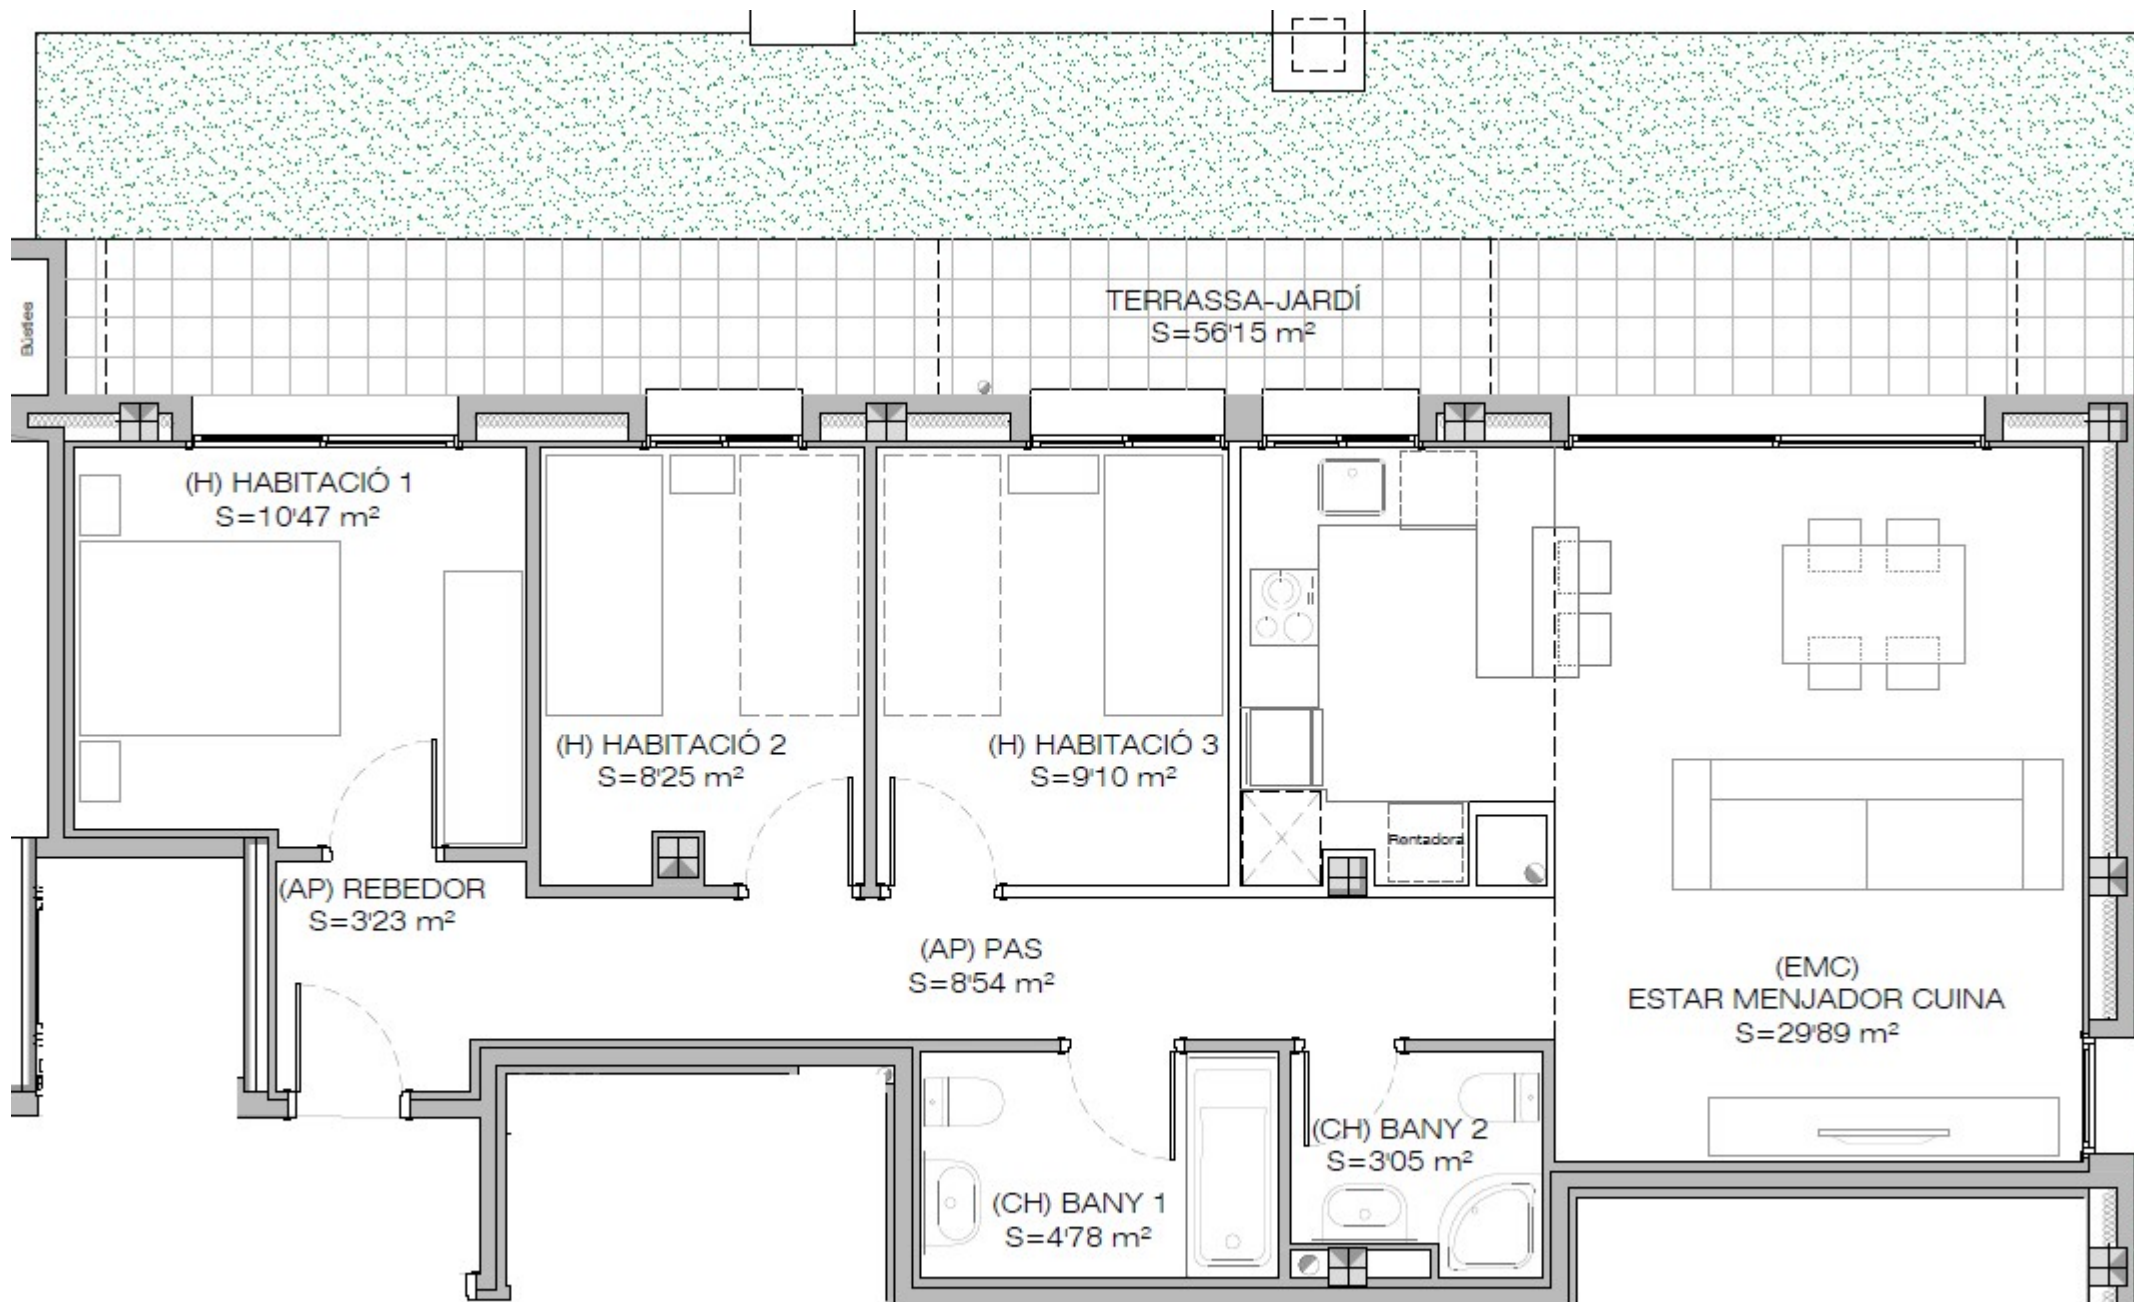 TERRASSA-JARDÍ
S=56'15 m²
Bústies
(H) HABITACIÓ 1
S=10'47 m²
(H) HABITACIÓ 2
S=8'25 m²
(H) HABITACIÓ 3
S=9'10 m²
Rentadora
(AP) REBEDOR
S=3'23 m²
(AP) PAS
S=8'54 m²
(EMC)
ESTAR MENJADOR CUINA
S=29'89 m²
(CH) BANY 2
S=3'05 m²
(CH) BANY 1
S=4'78 m²